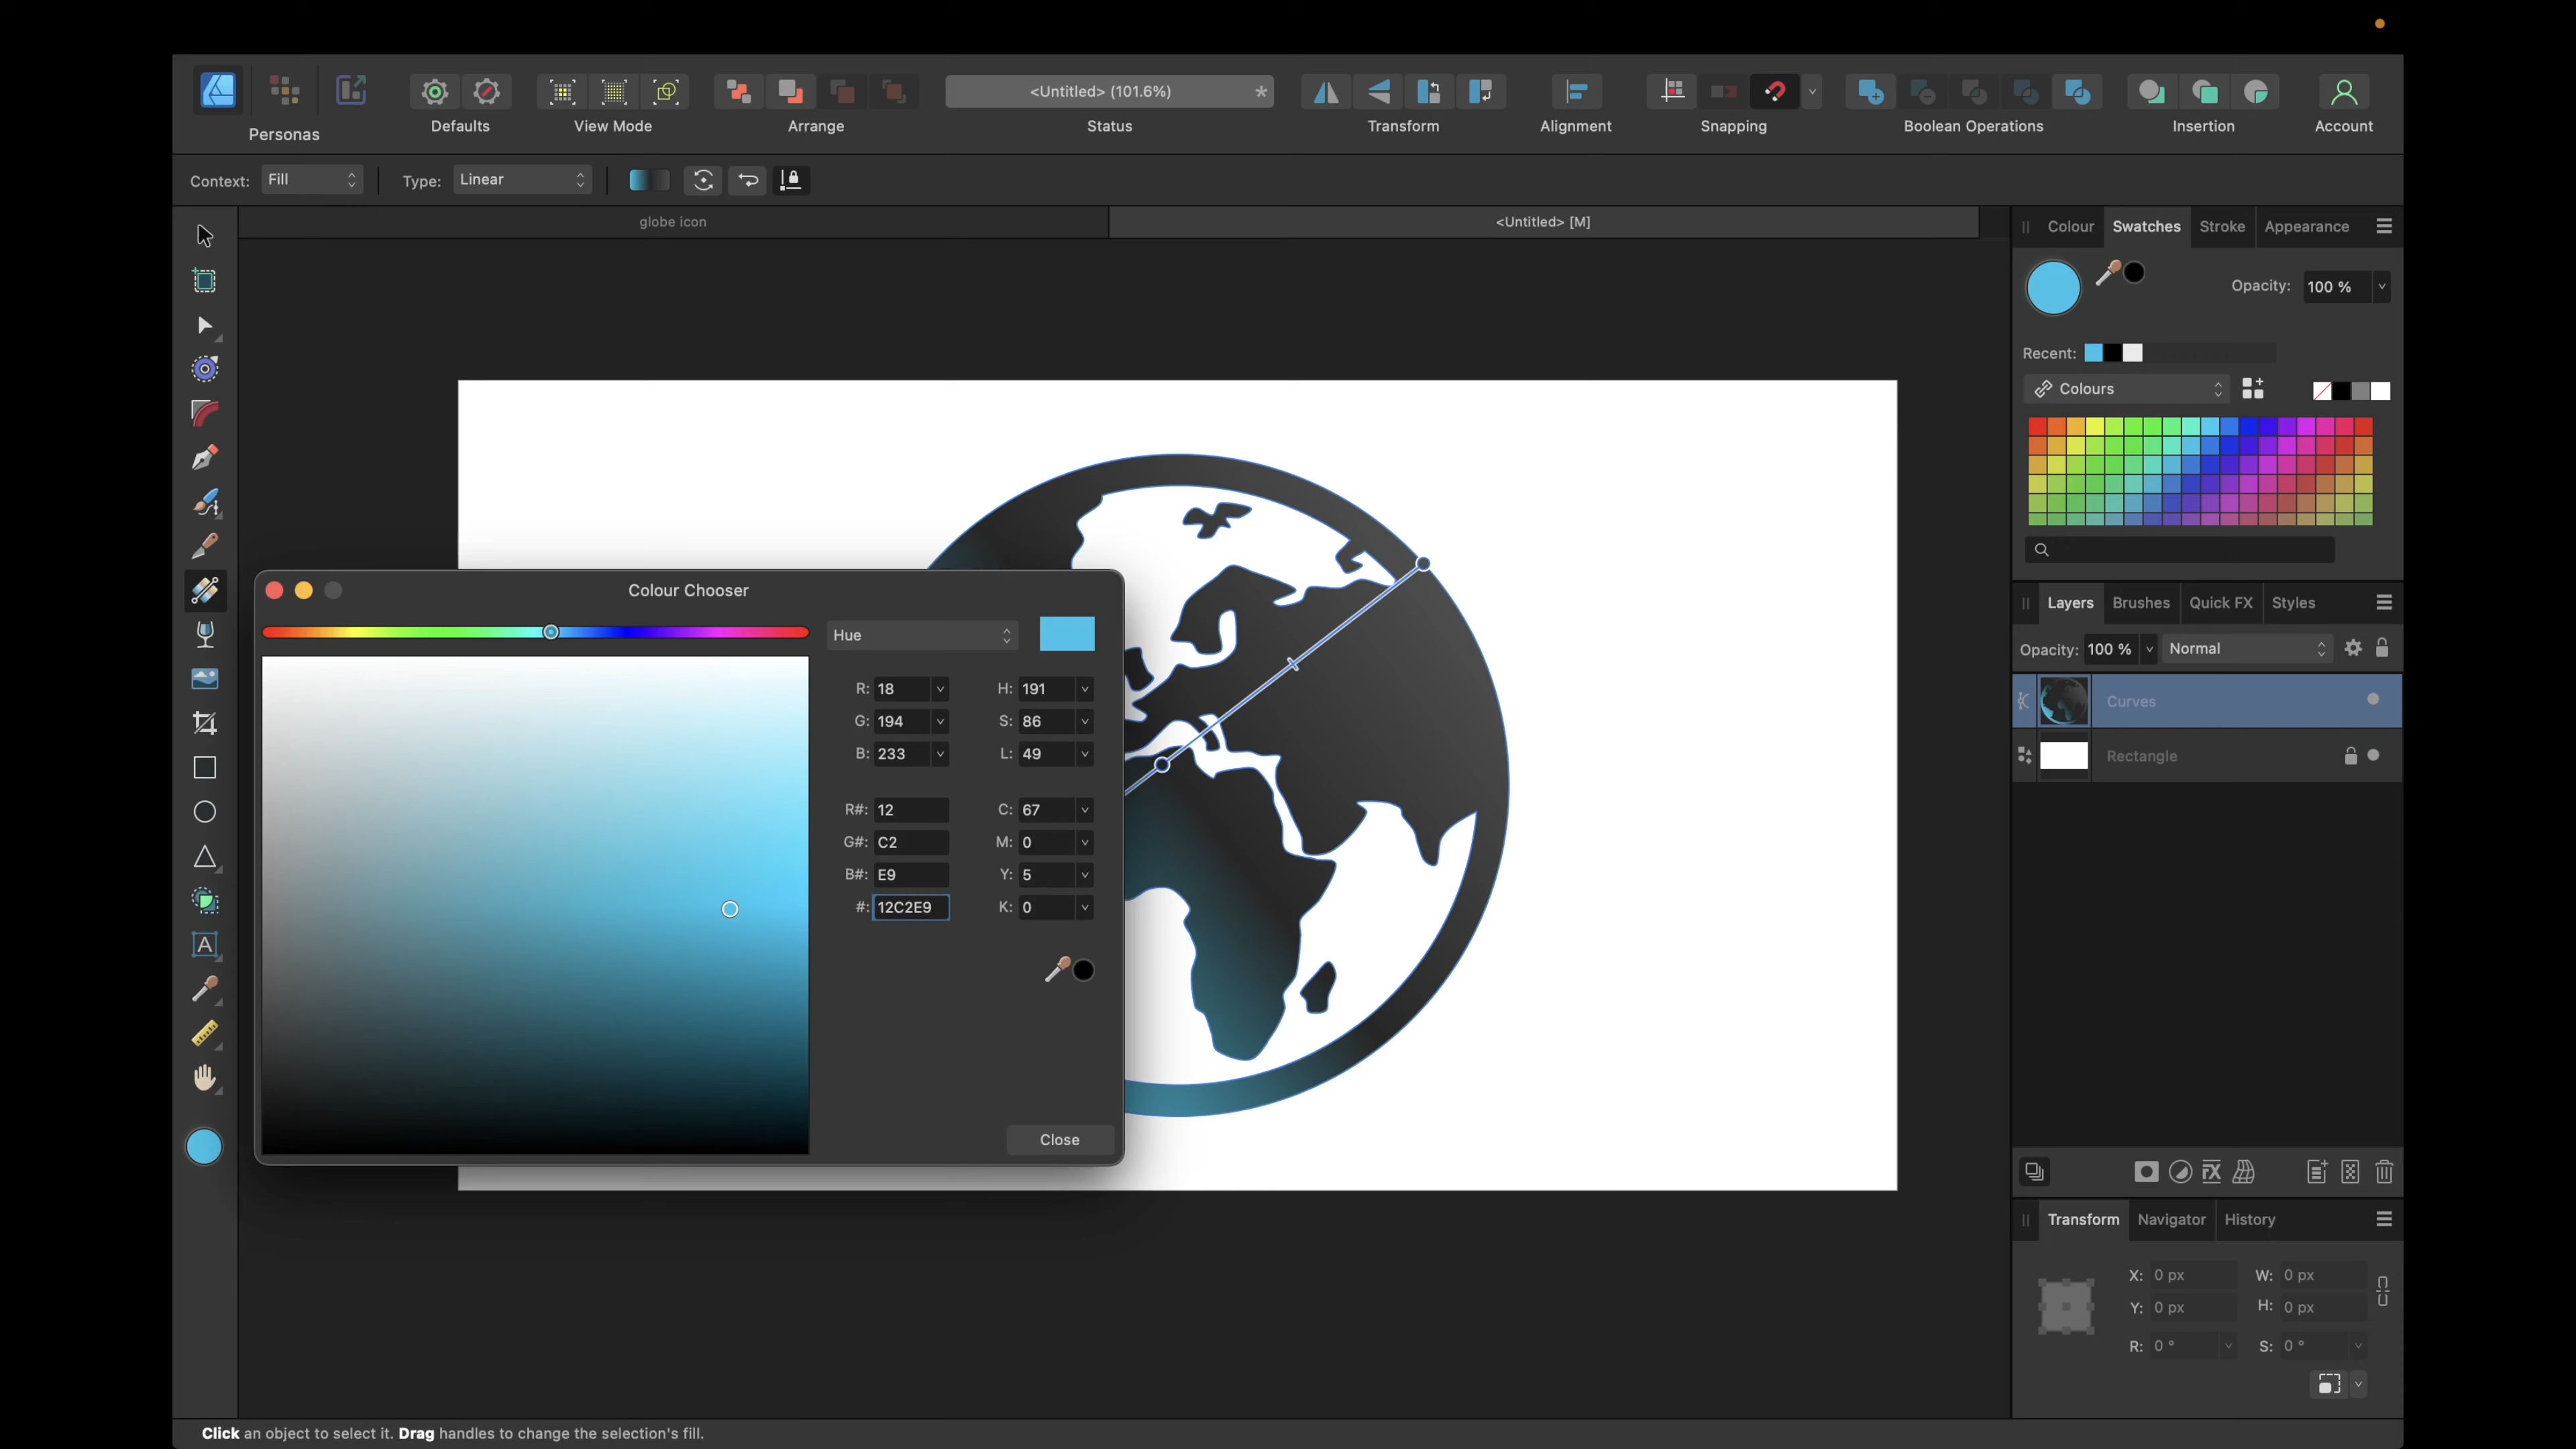 <Untitled> (101.6%) *
Personas Defaults View Mode Arrange Status Transform Alignment Snapping Boolean Operations Insertion Account
Context: Fill Type: Linear
globe icon <Untitled> [M]
Colour Swatches Stroke Appearance
Opacity: 100 %
Recent:
Colours
Colour Chooser
Hue
R: 18 H: 191
G: 194 S: 86
B: 233 L: 49
R#: 12 C: 67
G#: C2 M: 0
B#: E9 Y: 5
#: 12C2E9 K: 0
Close
A
Layers Brushes Quick FX Styles
Opacity: 100 % Normal
Curves
Rectangle
FX
Transform Navigator History
X: 0 px W: 0 px
Y: 0 px H: 0 px
R: 0 ° S: 0 °
Click an object to select it. Drag handles to change the selection's fill.